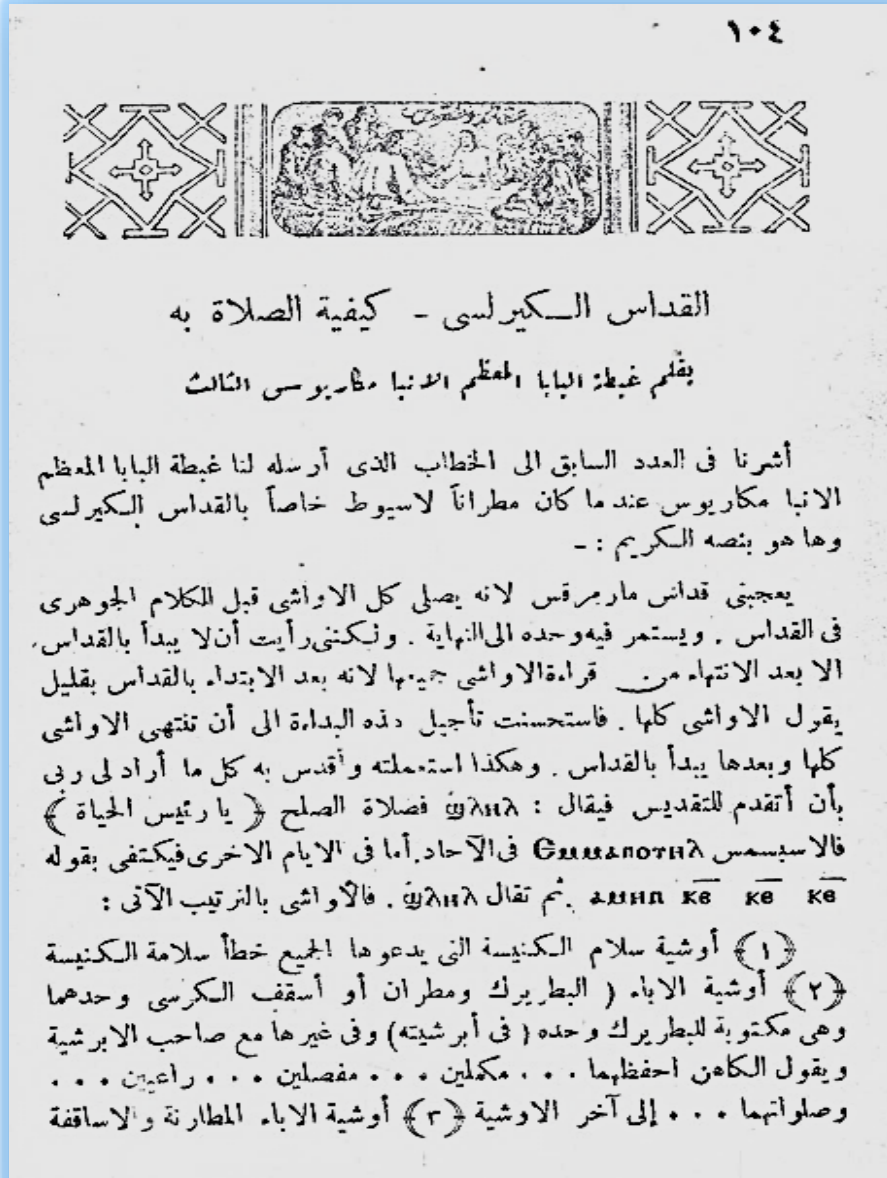 ١٠٤
القداس الكيرلسى - كيفية الصلاة به
بقلم غبطة البابا المعظم الانبا مكاريوس الثالث
أشرنا فى العدد السابق الى الخطاب الذى أرسله لنا غبطة البابا المعظم
الانبا مكاريوس عند ما كان مطراناً لاسيوط خاصاً بالقداس الكيرلسى
وها هو بنصه الكريم : -
يعجبنى قداس مارمرقس لانه يصلى كل الاواشى قبل الكلام الجوهرى
فى القداس . ويستمر فيه وحده الى النهاية . ولكننى رأيت أن لا يبدأ بالقداس
الا بعد الانتهاء من قراءة الاواشى جميعها لانه بعد الابتداء بالقداس بقليل
يقول الاواشى كلها . فاستحسنت تأجيل هذه البداءة الى أن تنتهى الاواشى
كلها وبعدها يبدأ بالقداس . وهكذا استعملته وأقدس به كل ما أراد لى ربى
بأن أتقدم للتقديس فيقال : ϣⲗⲏⲗ فصلاة الصلح ﴿ يا رئيس الحياة ﴾
فالاسبسمس Ⲉⲙⲙⲁⲛⲟⲩⲏⲗ فى الآحاد. أما فى الايام الاخرى فيكتفى بقوله
ⲁⲙⲏⲛ ⲕⲉ ⲕⲉ ⲕⲉ . ثم تقال ϣⲗⲏⲗ . فالأواشى بالترتيب الآتى :
﴿١﴾ أوشية سلام الكنيسة التى يدعوها الجميع خطأ سلامة الكنيسة
﴿٢﴾ أوشية الاباء ( البطريرك ومطران أو أسقف الكرسى وحدهما
وهى مكتوبة للبطريرك وحده ( فى أبرشيته ) وفى غيرها مع صاحب الابرشية
ويقول الكاهن احفظهما . . . مكملين . . . مفصلين . . . راعيين . . .
وصلواتهما . . . إلى آخر الاوشية ﴿٣﴾ أوشية الاباء المطارنة والاساقفة